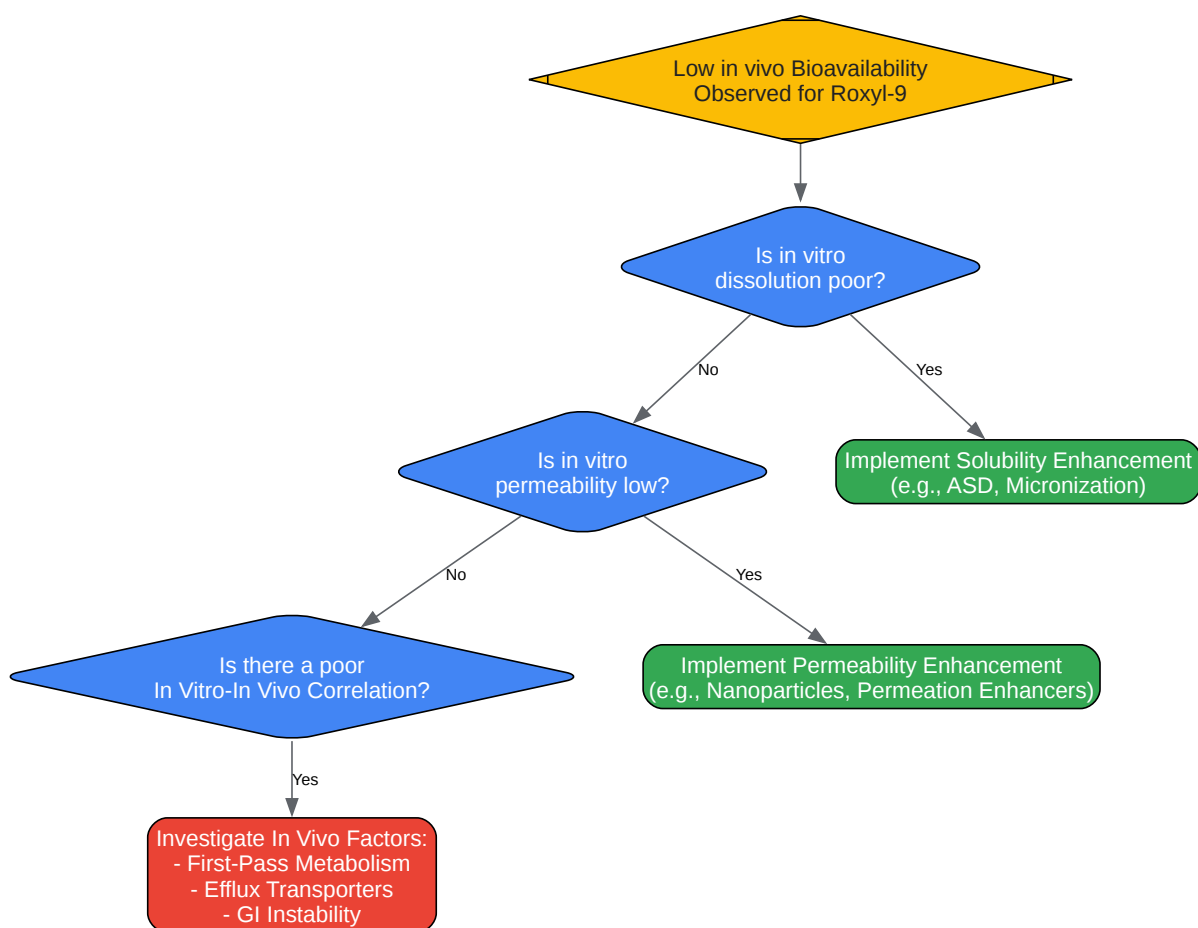 Low in vivo Bioavailability
Observed for Roxyl-9
Is in vitro
dissolution poor?
No
Yes
Is in vitro
permeability low?
Implement Solubility Enhancement
(e.g., ASD, Micronization)
No
Yes
Is there a poor
In Vitro-In Vivo Correlation?
Implement Permeability Enhancement
(e.g., Nanoparticles, Permeation Enhancers)
Yes
Investigate In Vivo Factors:
- First-Pass Metabolism
- Efflux Transporters
- GI Instability